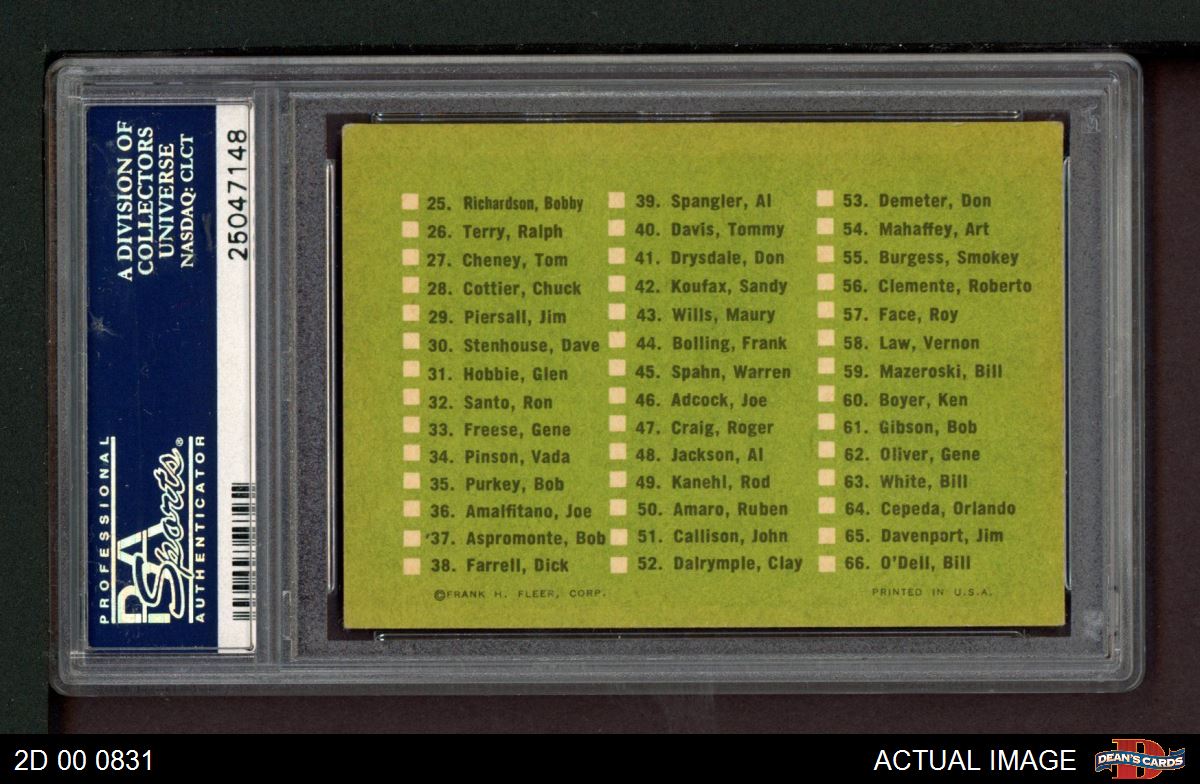 A DIVISION OF
COLLECTORS
UNIVERSE
NASDAQ: CLCT
PROFESSIONAL
PSA
Sports®
AUTHENTICATOR
25047148
25. Richardson, Bobby
26. Terry, Ralph
27. Cheney, Tom
28. Cottier, Chuck
29. Piersall, Jim
30. Stenhouse, Dave
31. Hobbie, Glen
32. Santo, Ron
33. Freese, Gene
34. Pinson, Vada
35. Purkey, Bob
36. Amalfitano, Joe
37. Aspromonte, Bob
38. Farrell, Dick
39. Spangler, Al
40. Davis, Tommy
41. Drysdale, Don
42. Koufax, Sandy
43. Wills, Maury
44. Bolling, Frank
45. Spahn, Warren
46. Adcock, Joe
47. Craig, Roger
48. Jackson, Al
49. Kanehl, Rod
50. Amaro, Ruben
51. Callison, John
52. Dalrymple, Clay
53. Demeter, Don
54. Mahaffey, Art
55. Burgess, Smokey
56. Clemente, Roberto
57. Face, Roy
58. Law, Vernon
59. Mazeroski, Bill
60. Boyer, Ken
61. Gibson, Bob
62. Oliver, Gene
63. White, Bill
64. Cepeda, Orlando
65. Davenport, Jim
66. O'Dell, Bill
©FRANK H. FLEER, CORP.
PRINTED IN U.S.A.
2D 00 0831
ACTUAL IMAGE
D
DEAN'S CARDS